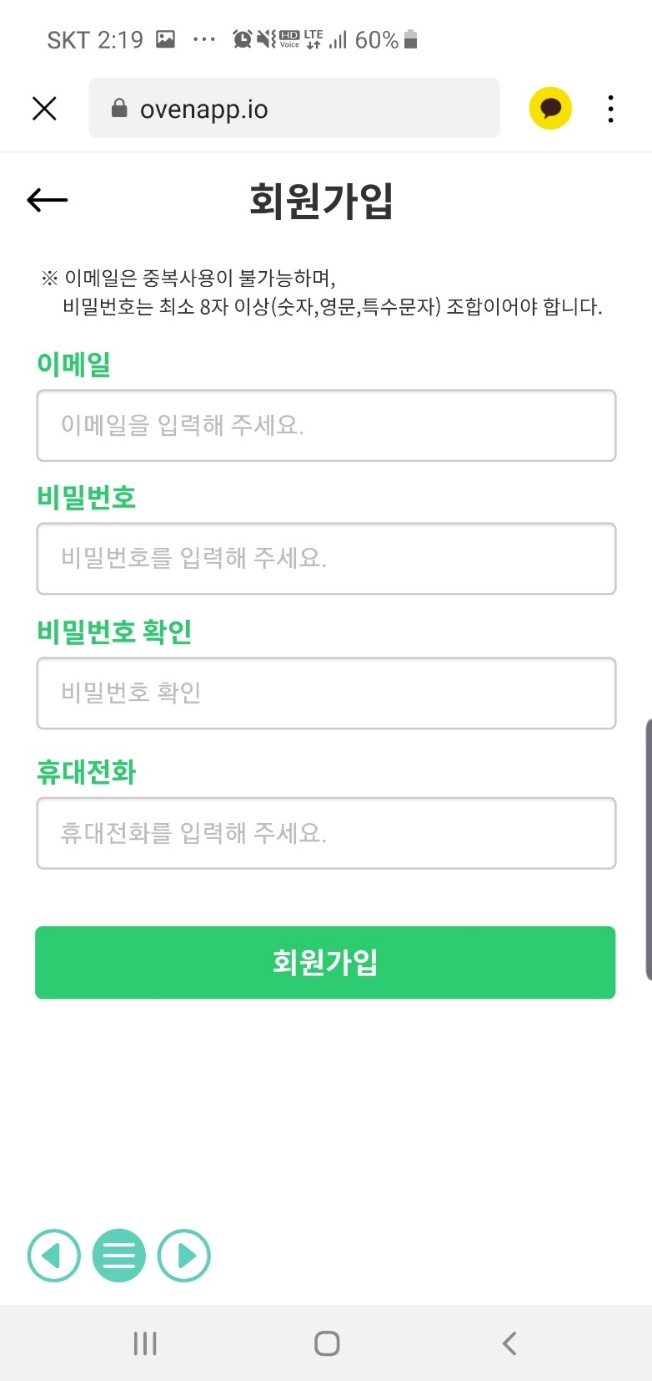 SKT 2:19 ... HD Voice LTE 60%
ovenapp.io
회원가입
※ 이메일은 중복사용이 불가능하며,
비밀번호는 최소 8자 이상(숫자,영문,특수문자) 조합이어야 합니다.
이메일
이메일을 입력해 주세요.
비밀번호
비밀번호를 입력해 주세요.
비밀번호 확인
비밀번호 확인
휴대전화
휴대전화를 입력해 주세요.
회원가입